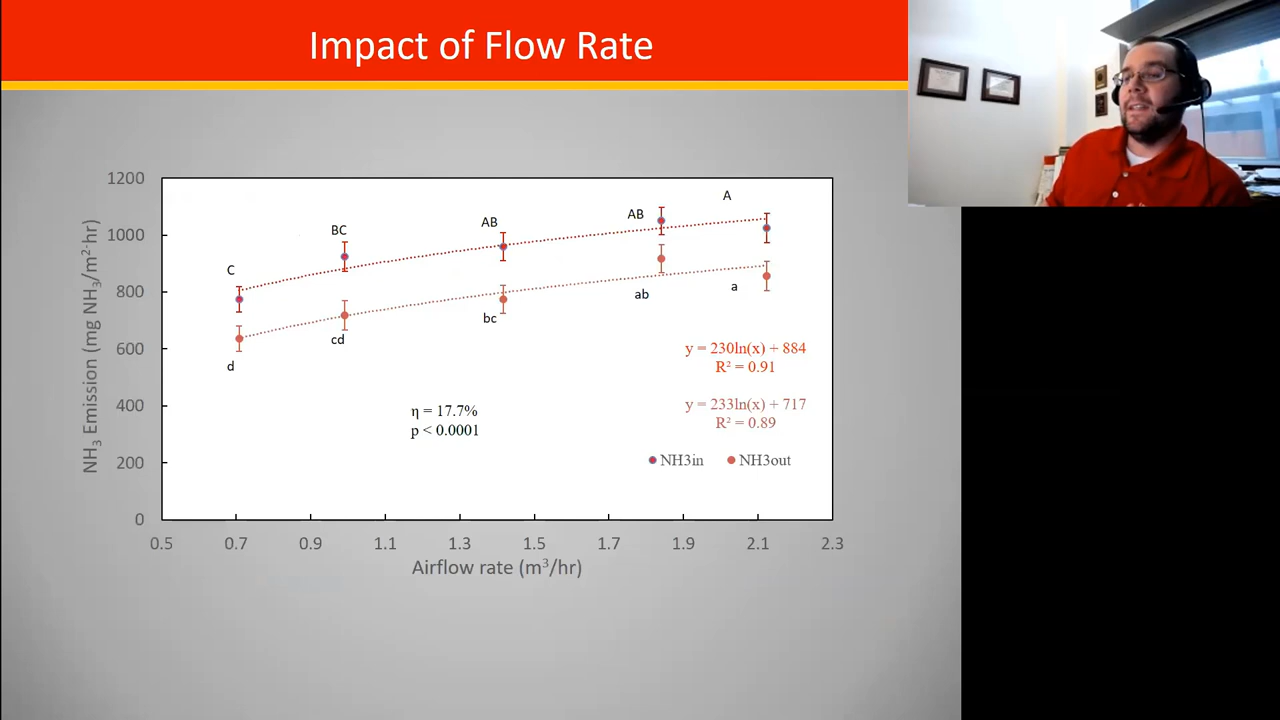 Impact of Flow Rate
NH3 Emission (mg NH3/m2·hr)
1200
1000
800
600
400
200
0
C
BC
AB
AB
A
d
cd
bc
ab
a
y = 230ln(x) + 884
R² = 0.91
y = 233ln(x) + 717
R² = 0.89
η = 17.7%
p < 0.0001
NH3in
NH3out
0.5
0.7
0.9
1.1
1.3
1.5
1.7
1.9
2.1
2.3
Airflow rate (m³/hr)